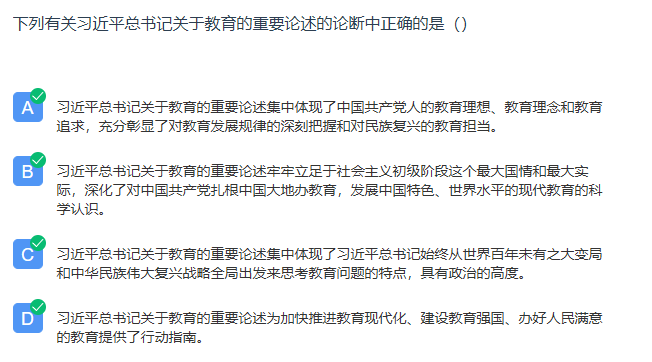 下列有关习近平总书记关于教育的重要论述的论断中正确的是（）
A 习近平总书记关于教育的重要论述集中体现了中国共产党人的教育理想、教育理念和教育
追求，充分彰显了对教育发展规律的深刻把握和对民族复兴的教育担当。
B 习近平总书记关于教育的重要论述牢牢立足于社会主义初级阶段这个最大国情和最大实
际，深化了对中国共产党扎根中国大地办教育，发展中国特色、世界水平的现代教育的科
学认识。
C 习近平总书记关于教育的重要论述集中体现了习近平总书记始终从世界百年未有之大变局
和中华民族伟大复兴战略全局出发来思考教育问题的特点，具有政治的高度。
D 习近平总书记关于教育的重要论述为加快推进教育现代化、建设教育强国、办好人民满意
的教育提供了行动指南。